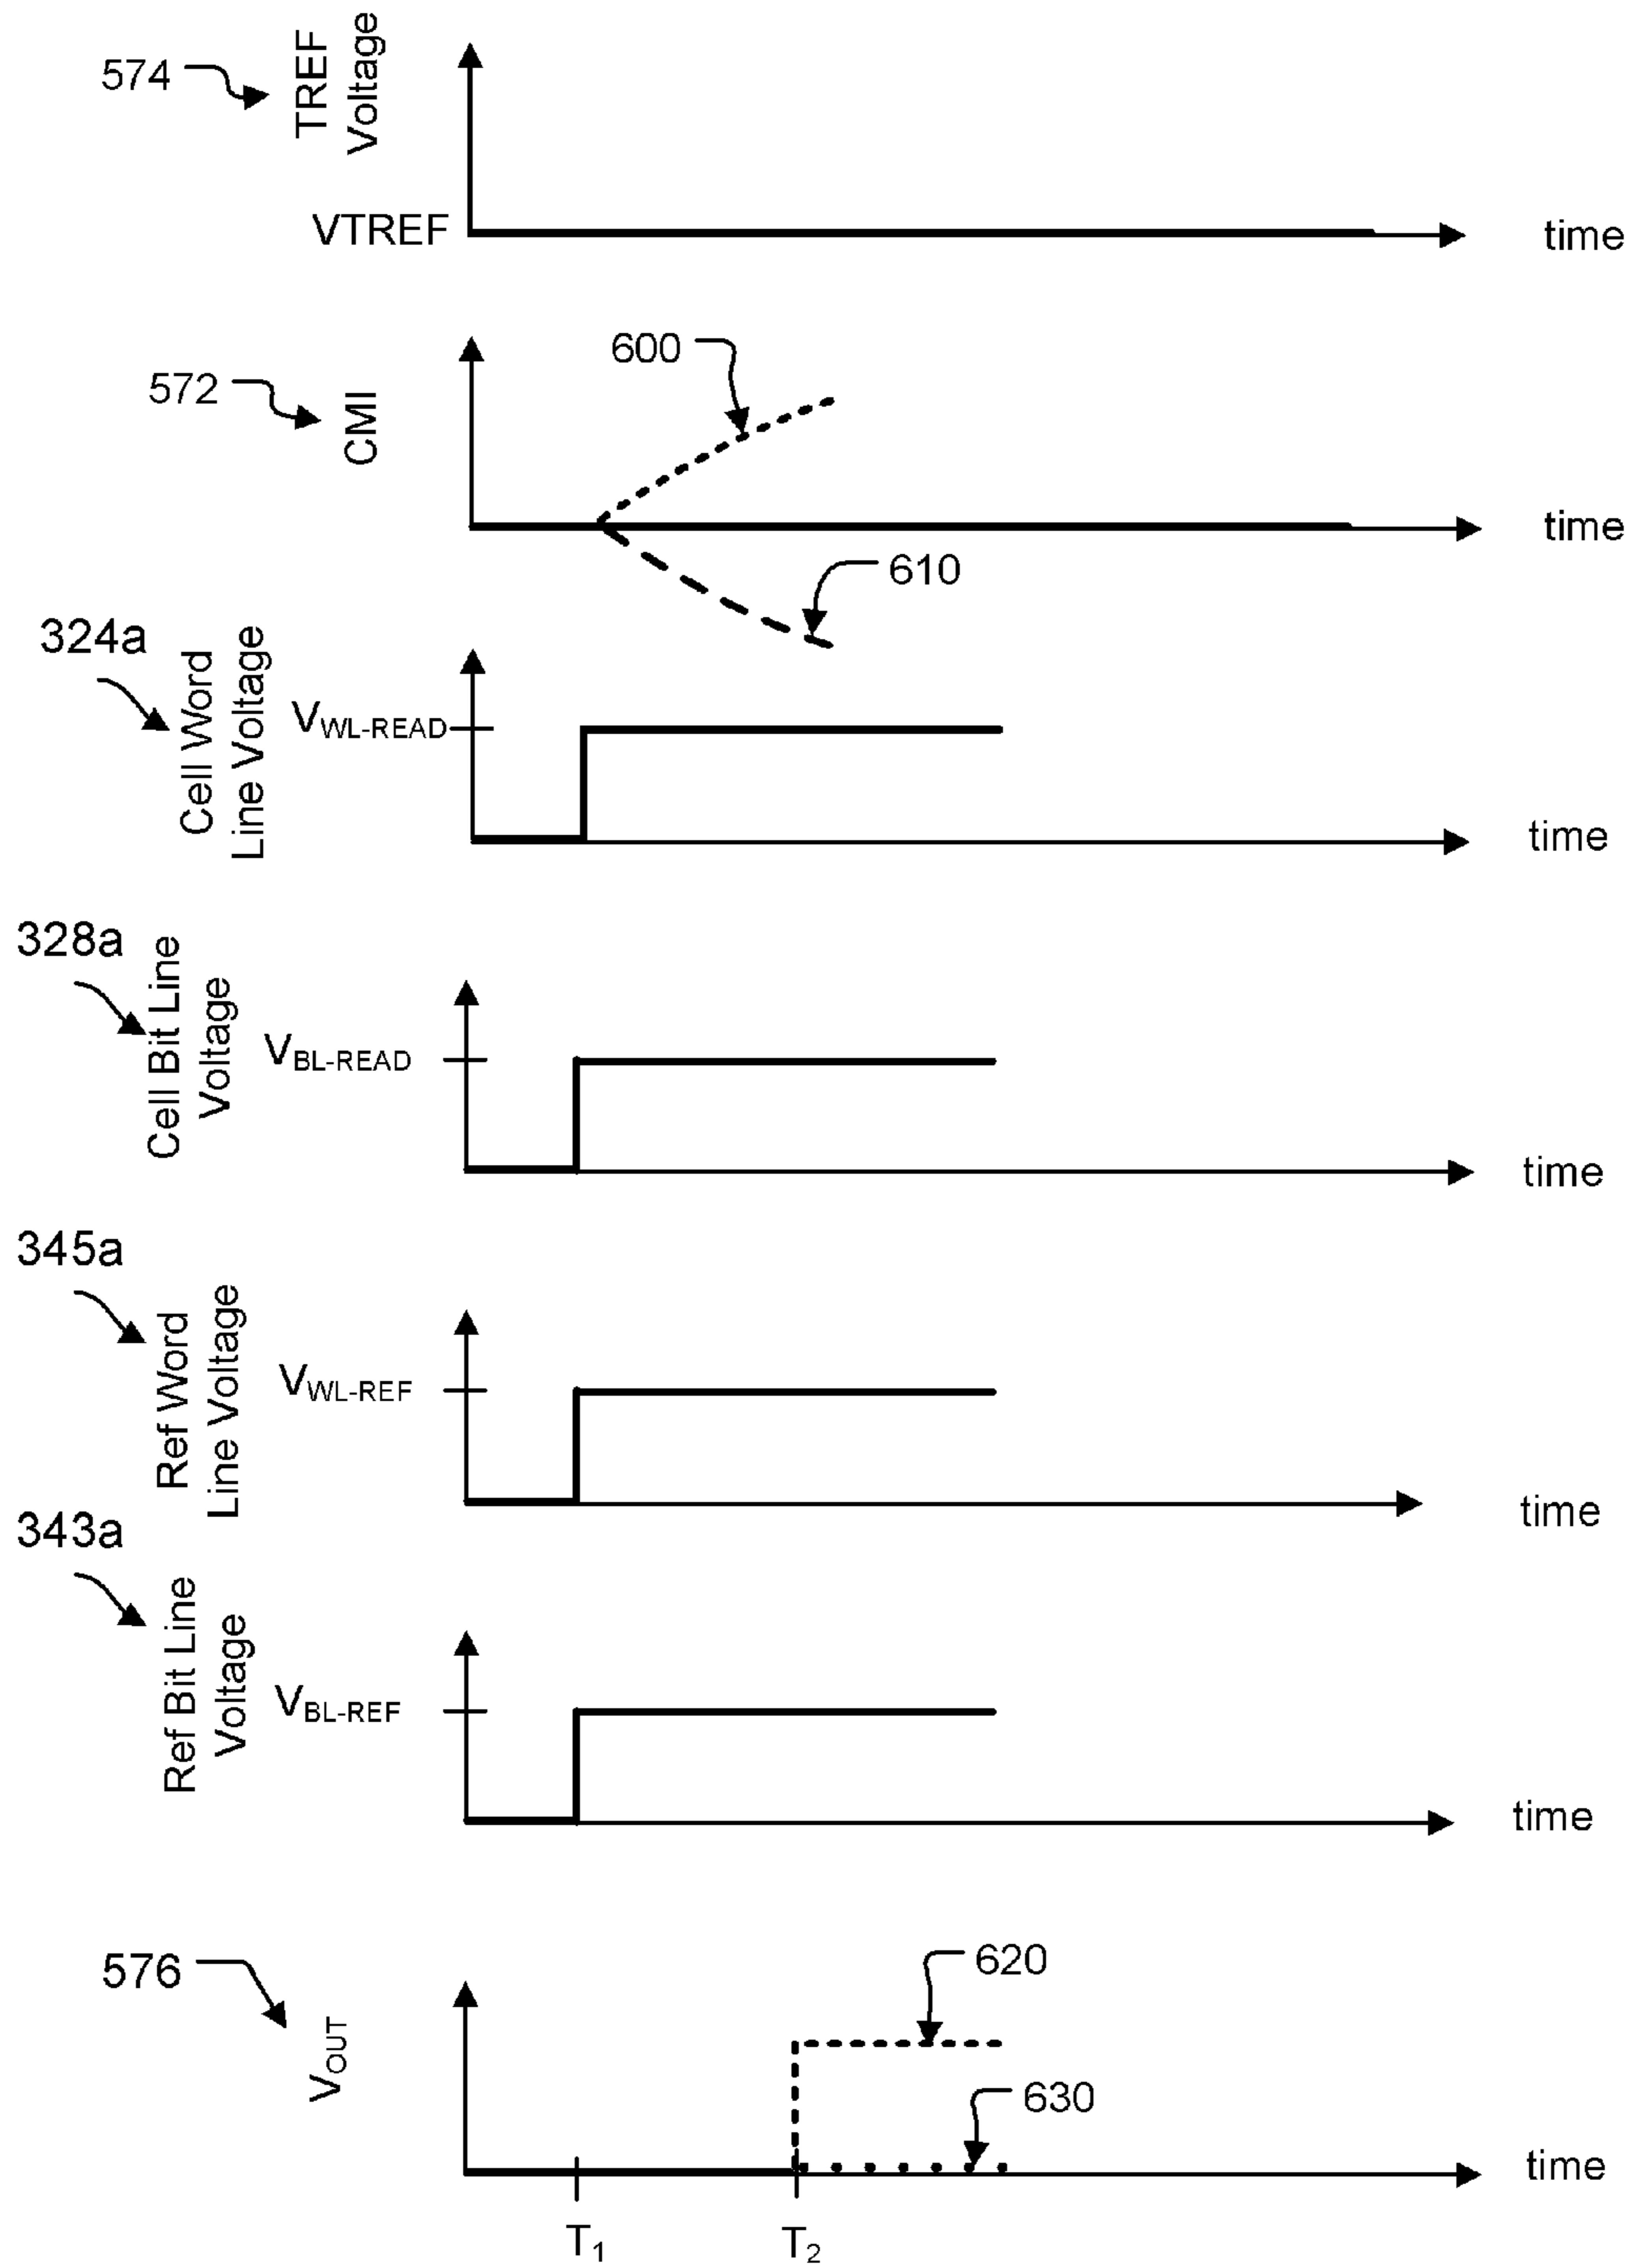 574
TREF
Voltage
VTREF
time
572
CMI
600
610
time
324a
Cell Word
Line Voltage
VWL-READ
time
328a
Cell Bit Line
Voltage
VBL-READ
time
345a
Ref Word
Line Voltage
VWL-REF
time
343a
Ref Bit Line
Voltage
VBL-REF
time
576
VOUT
620
630
time
T1
T2